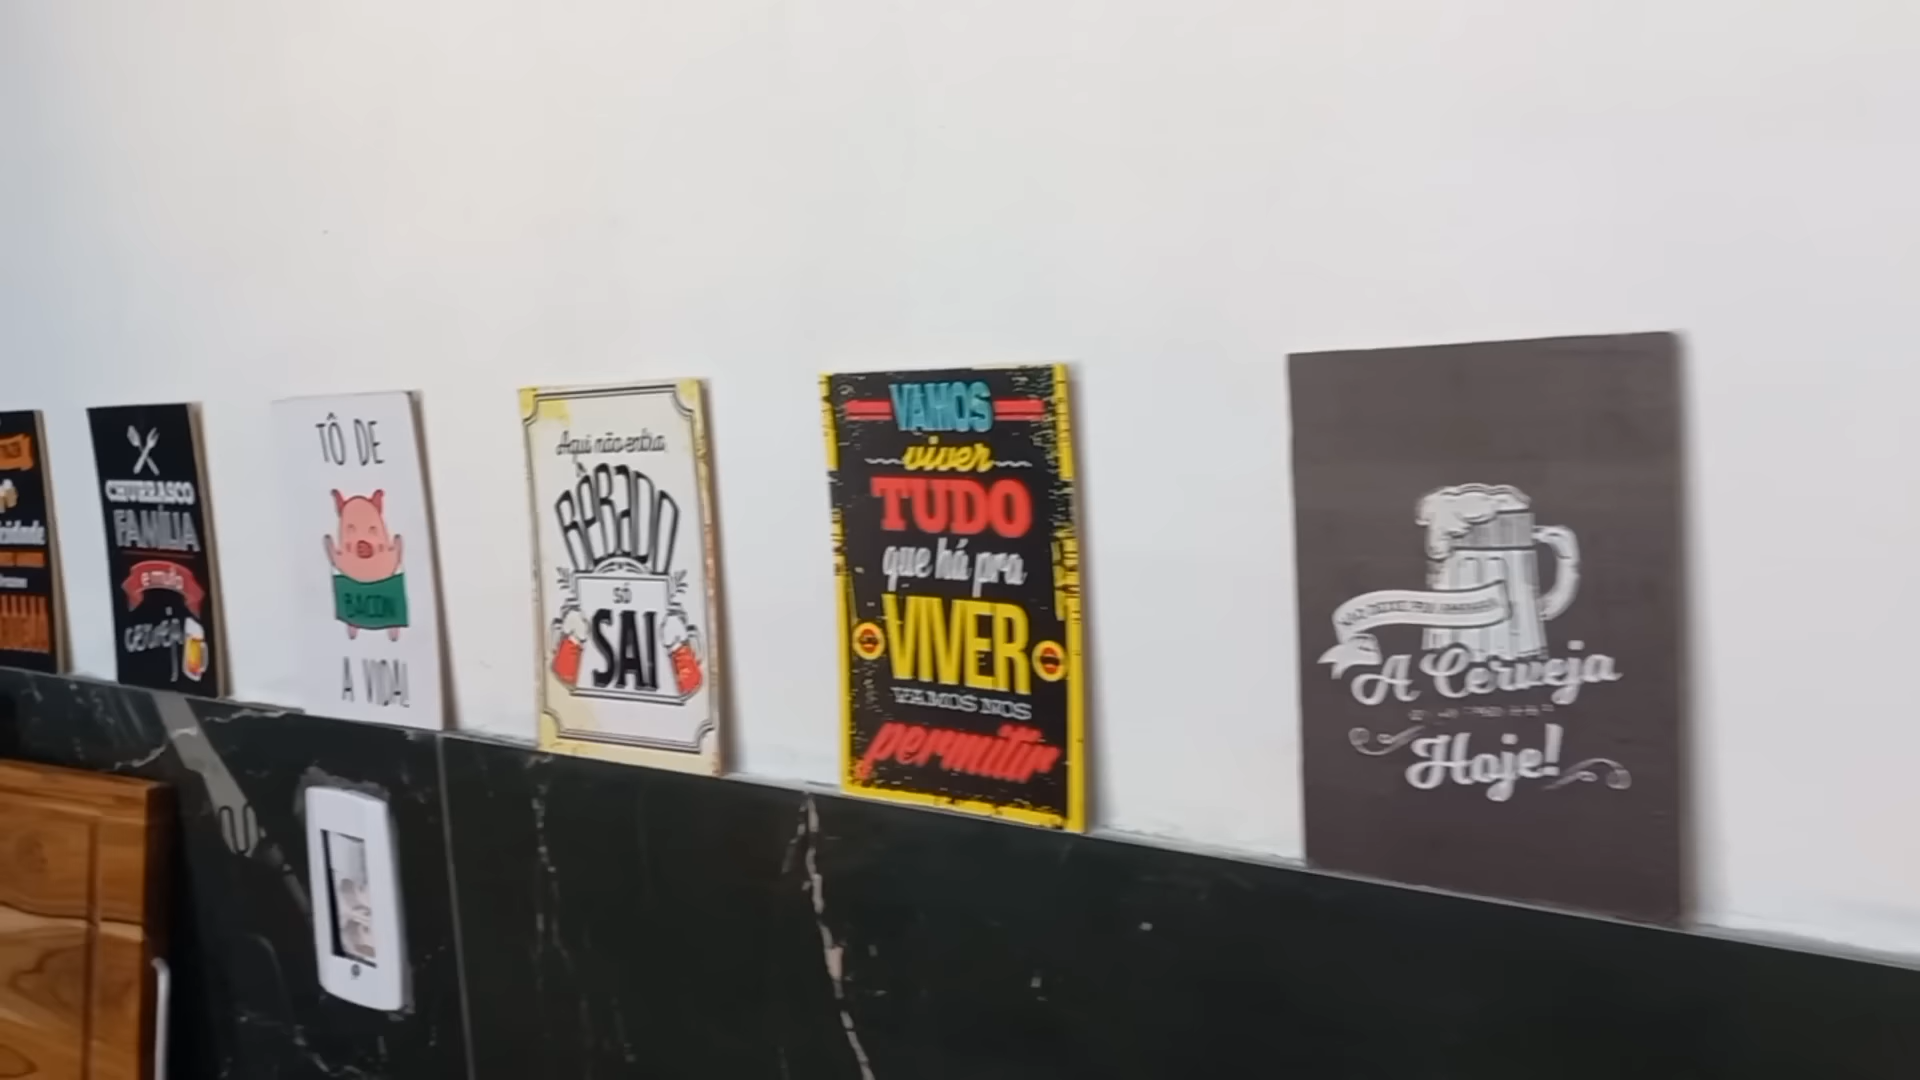 CHURRASCO
FAMÍLIA
e muita
cerveja
TÔ DE
BACON
A VIDA!
Aqui não entra
BÊBADO
SÓ
SAI
VAMOS
viver
TUDO
que há pra
VIVER
VAMOS NOS
permitir
A Cerveja
Hoje!